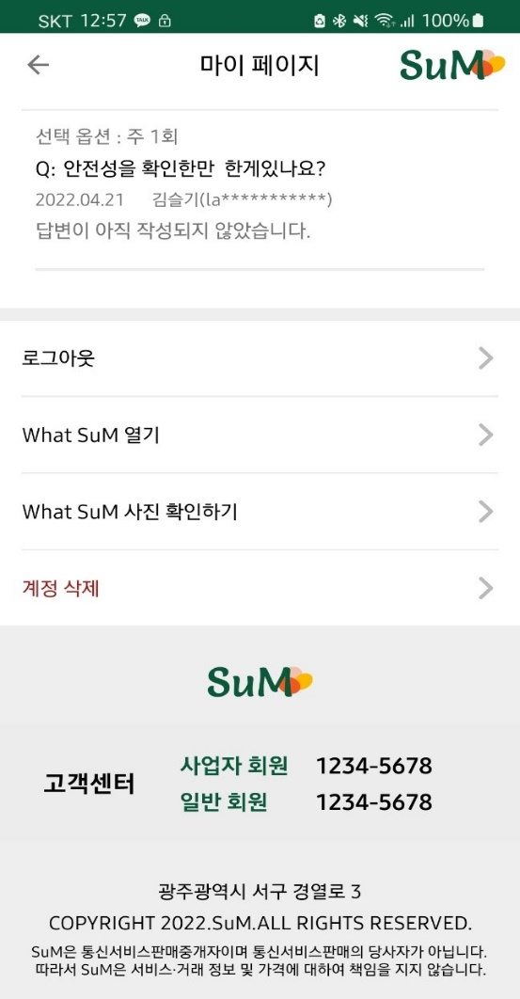 SKT 12:57 TALK 100%
마이 페이지 SuM
선택 옵션 : 주 1회
Q: 안전성을 확인한만 한게있나요?
2022.04.21 김슬기(la***********)
답변이 아직 작성되지 않았습니다.
로그아웃
What SuM 열기
What SuM 사진 확인하기
계정 삭제
SuM
고객센터
사업자 회원 1234-5678
일반 회원 1234-5678
광주광역시 서구 경열로 3
COPYRIGHT 2022.SuM.ALL RIGHTS RESERVED.
SuM은 통신서비스판매중개자이며 통신서비스판매의 당사자가 아닙니다.
따라서 SuM은 서비스·거래 정보 및 가격에 대하여 책임을 지지 않습니다.